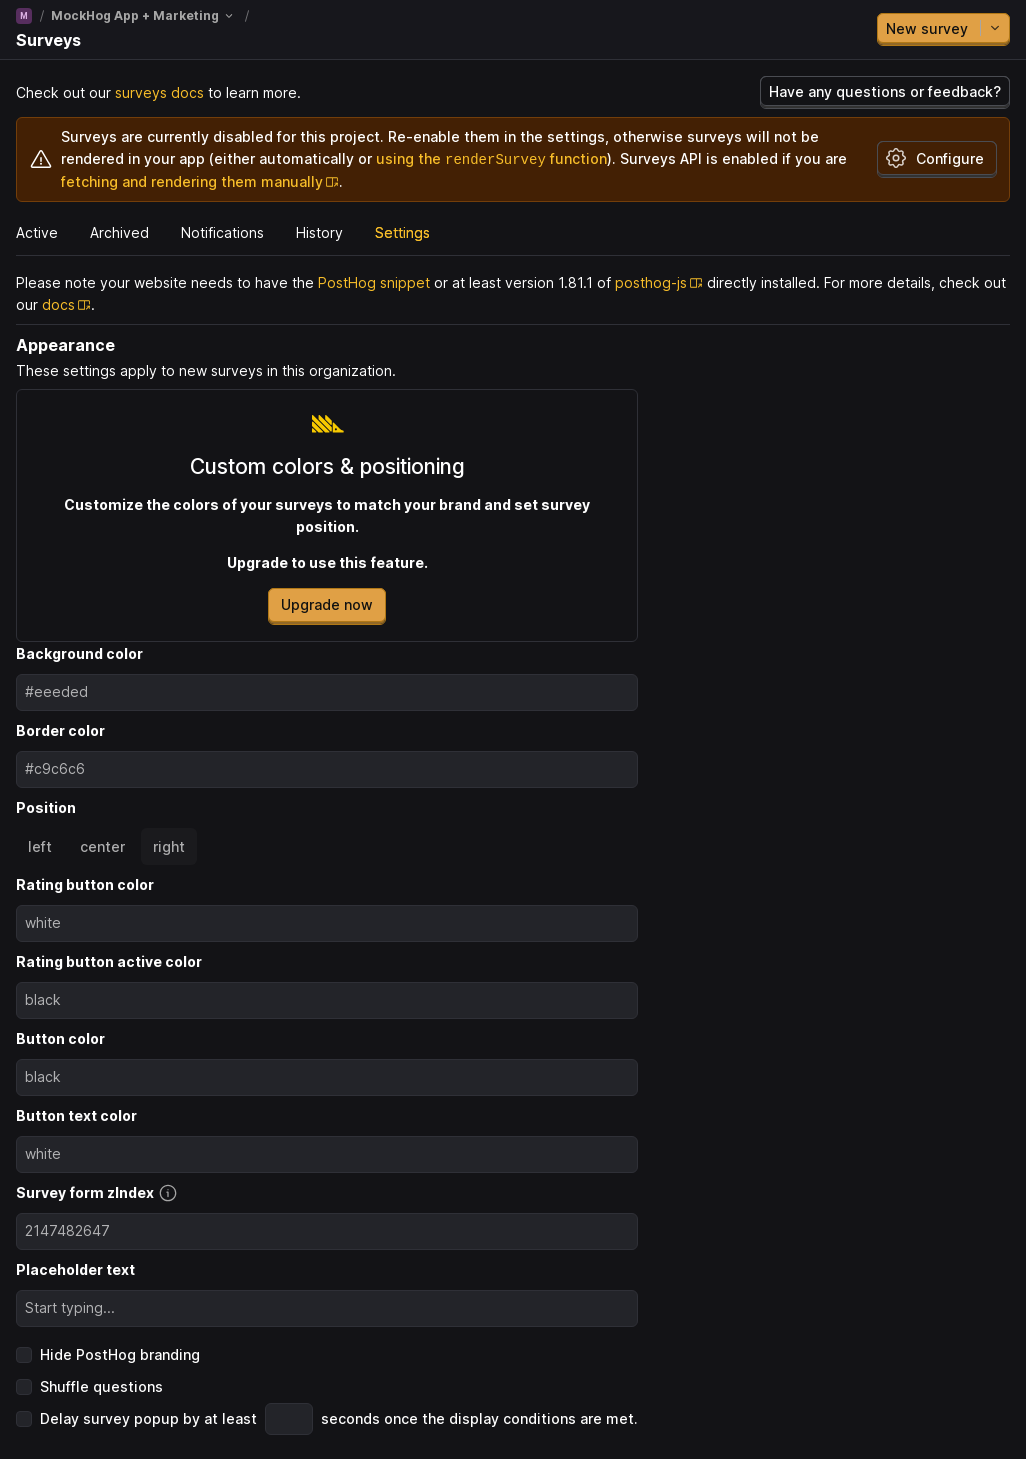 M / MockHog App + Marketing /
Surveys
New survey
Check out our surveys docs to learn more.
Have any questions or feedback?
Surveys are currently disabled for this project. Re-enable them in the settings, otherwise surveys will not be
rendered in your app (either automatically or using the renderSurvey function). Surveys API is enabled if you are
fetching and rendering them manually.
Configure
Active Archived Notifications History Settings
Please note your website needs to have the PostHog snippet or at least version 1.81.1 of posthog-js directly installed. For more details, check out
our docs.
Appearance
These settings apply to new surveys in this organization.
Custom colors & positioning
Customize the colors of your surveys to match your brand and set survey
position.
Upgrade to use this feature.
Upgrade now
Background color
#eeeded
Border color
#c9c6c6
Position
left center right
Rating button color
white
Rating button active color
black
Button color
black
Button text color
white
Survey form zIndex
2147482647
Placeholder text
Start typing...
Hide PostHog branding
Shuffle questions
Delay survey popup by at least seconds once the display conditions are met.